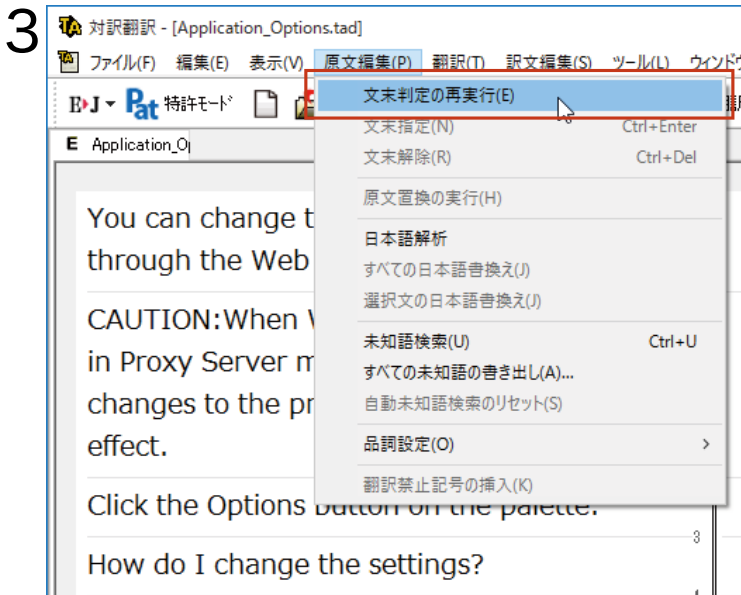 3
対訳翻訳 - [Application_Options.tad]
ファイル(F) 編集(E) 表示(V) 原文編集(P) 翻訳(T) 訳文編集(S) ツール(L)
E▸J Pat 特許モード
E Application_O
文末判定の再実行(E)
文末指定(N) Ctrl+Enter
文末解除(R) Ctrl+Del
原文置換の実行(H)
日本語解析
すべての日本語書換え(J)
選択文の日本語書換え(J)
未知語検索(U) Ctrl+U
すべての未知語の書き出し(A)...
自動未知語検索のリセット(S)
品詞設定(O) >
翻訳禁止記号の挿入(K)
You can change t
through the Web
CAUTION:When
in Proxy Server
changes to the pr
effect.
Click the Options button on the palette.
3
How do I change the settings?